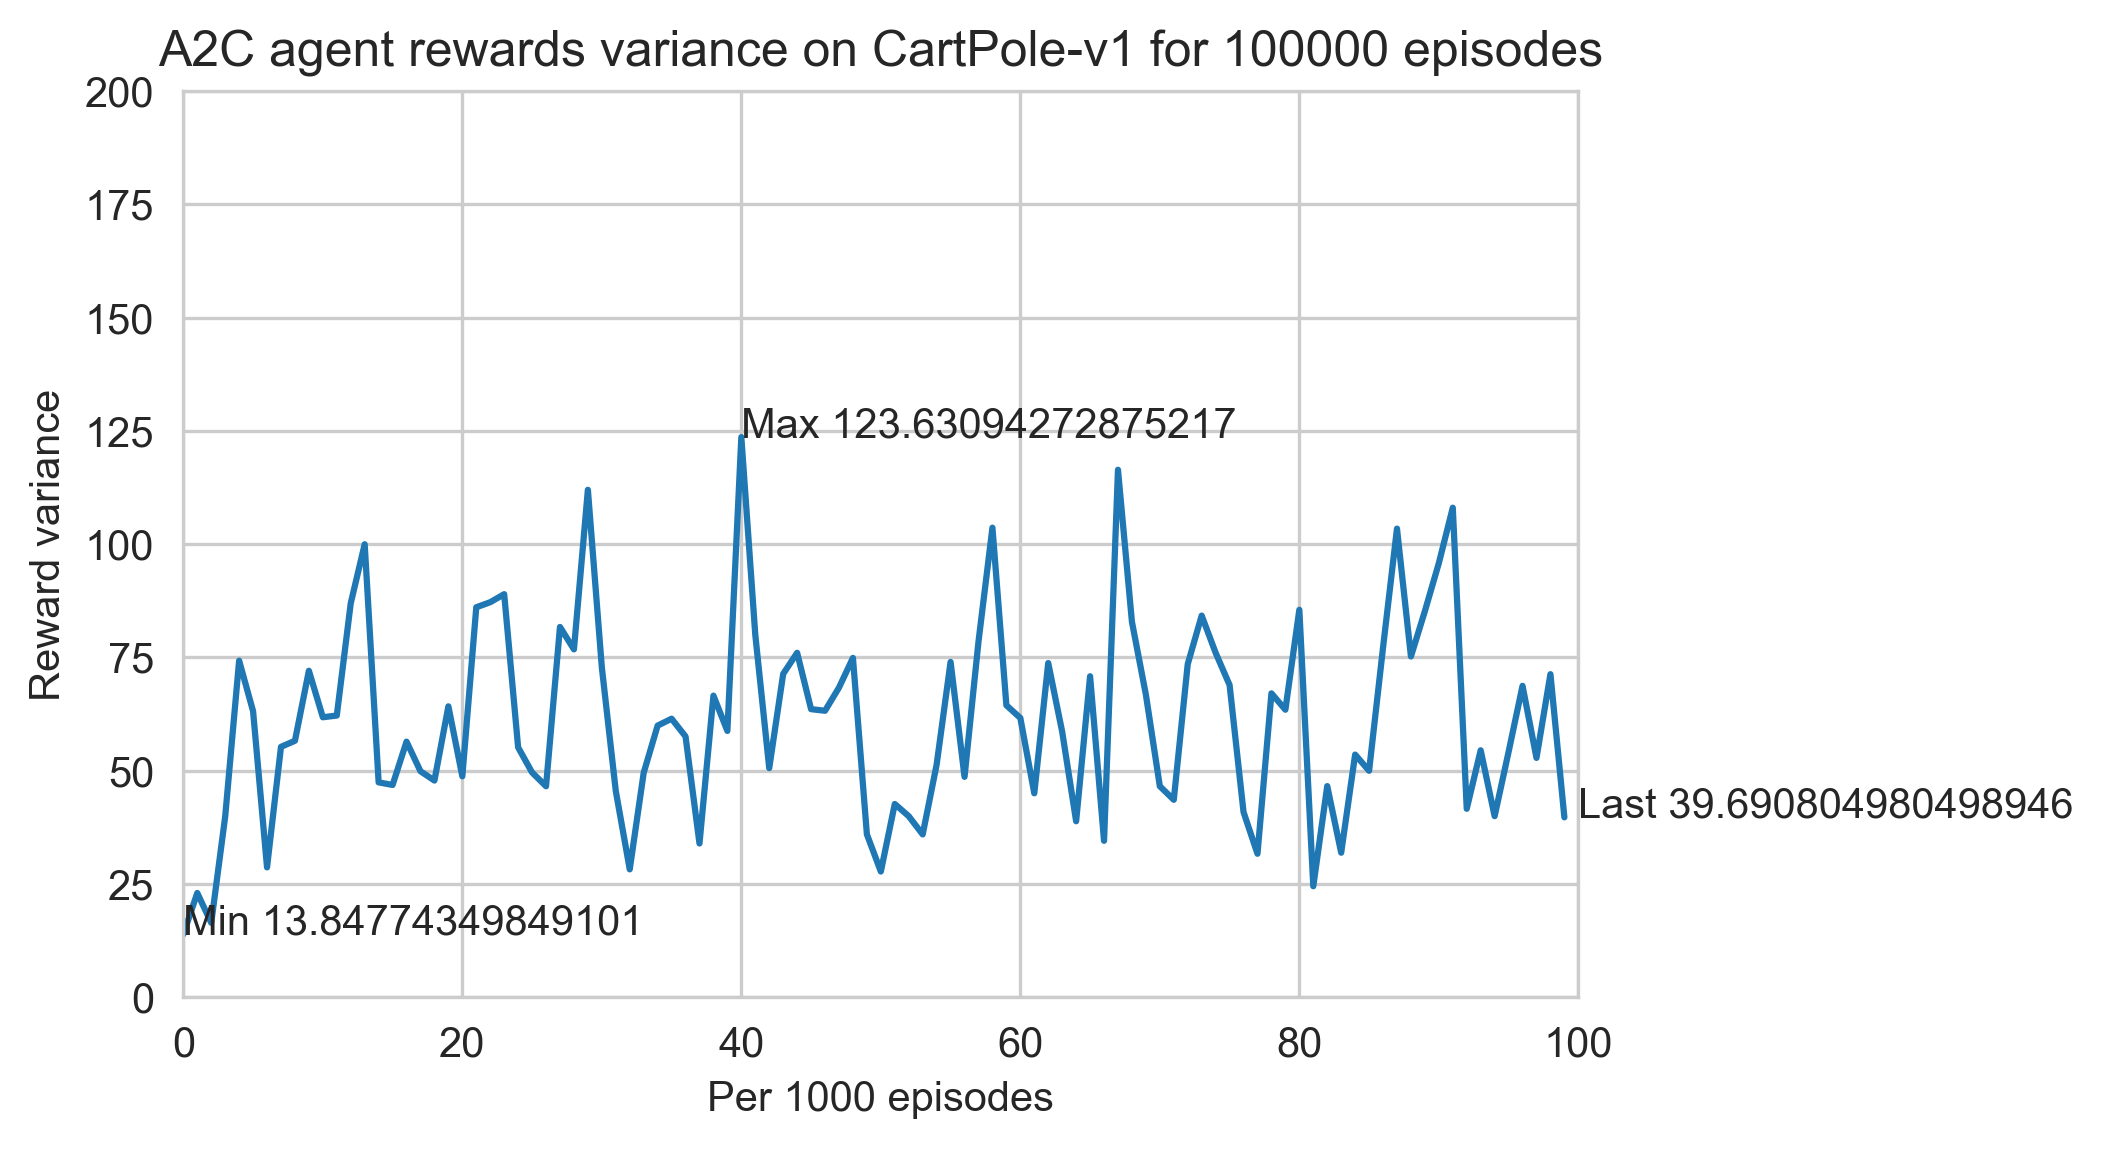 A2C agent rewards variance on CartPole-v1 for 100000 episodes
200
175
150
125
100
75
50
25
0
Reward variance
Max 123.63094272875217
Last 39.690804980498946
Min 13.84774349849101
0 20 40 60 80 100
Per 1000 episodes